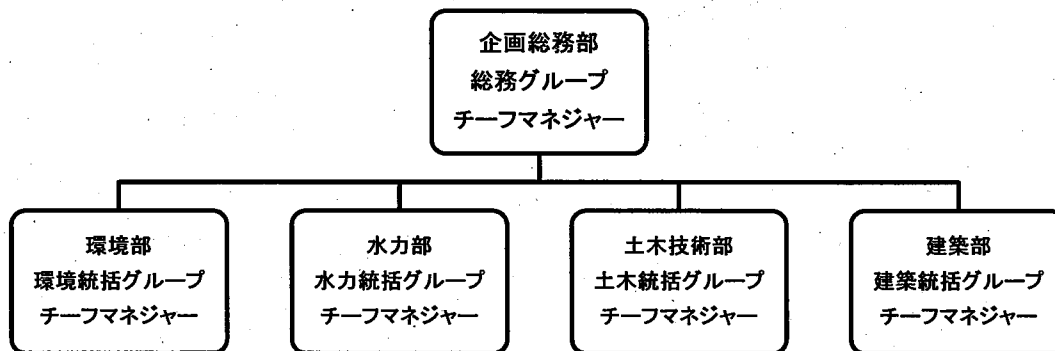 企画総務部
総務グループ
チーフマネジャー
環境部
環境統括グループ
チーフマネジャー
水力部
水力統括グループ
チーフマネジャー
土木技術部
土木統括グループ
チーフマネジャー
建築部
建築統括グループ
チーフマネジャー